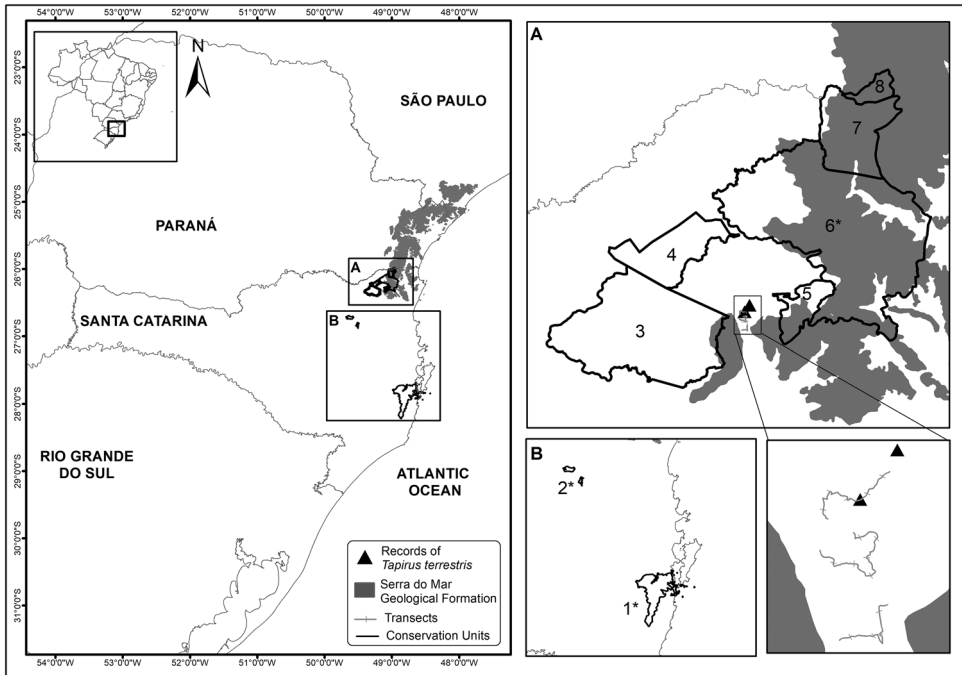 54°0'0"W 53°0'0"W 52°0'0"W 51°0'0"W 50°0'0"W 49°0'0"W 48°0'0"W
23°0'0"S
24°0'0"S
25°0'0"S
26°0'0"S
27°0'0"S
28°0'0"S
29°0'0"S
30°0'0"S
31°0'0"S
N
SÃO PAULO
PARANÁ
A
SANTA CATARINA
B
RIO GRANDE
DO SUL
ATLANTIC
OCEAN
Records of
Tapirus terrestris
Serra do Mar
Geological Formation
Transects
Conservation Units
54°0'0"W 53°0'0"W 52°0'0"W 51°0'0"W 50°0'0"W 49°0'0"W 48°0'0"W
A
8
7
6*
4
5
3
B
2*
1*